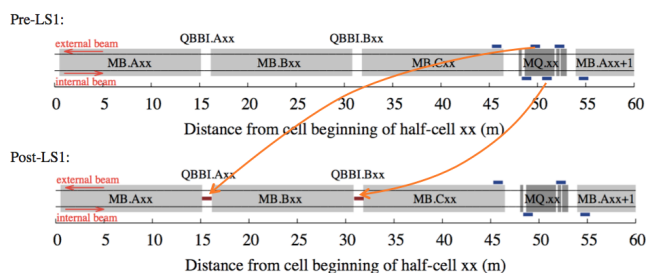 Pre-LS1:
QBBI.Axx QBBI.Bxx
external beam
MB.Axx MB.Bxx MB.Cxx MQ.xx MB.Axx+1
internal beam
0 5 10 15 20 25 30 35 40 45 50 55 60
Distance from cell beginning of half-cell xx (m)
Post-LS1:
QBBI.Axx QBBI.Bxx
external beam
MB.Axx MB.Bxx MB.Cxx MQ.xx MB.Axx+1
internal beam
0 5 10 15 20 25 30 35 40 45 50 55 60
Distance from cell beginning of half-cell xx (m)